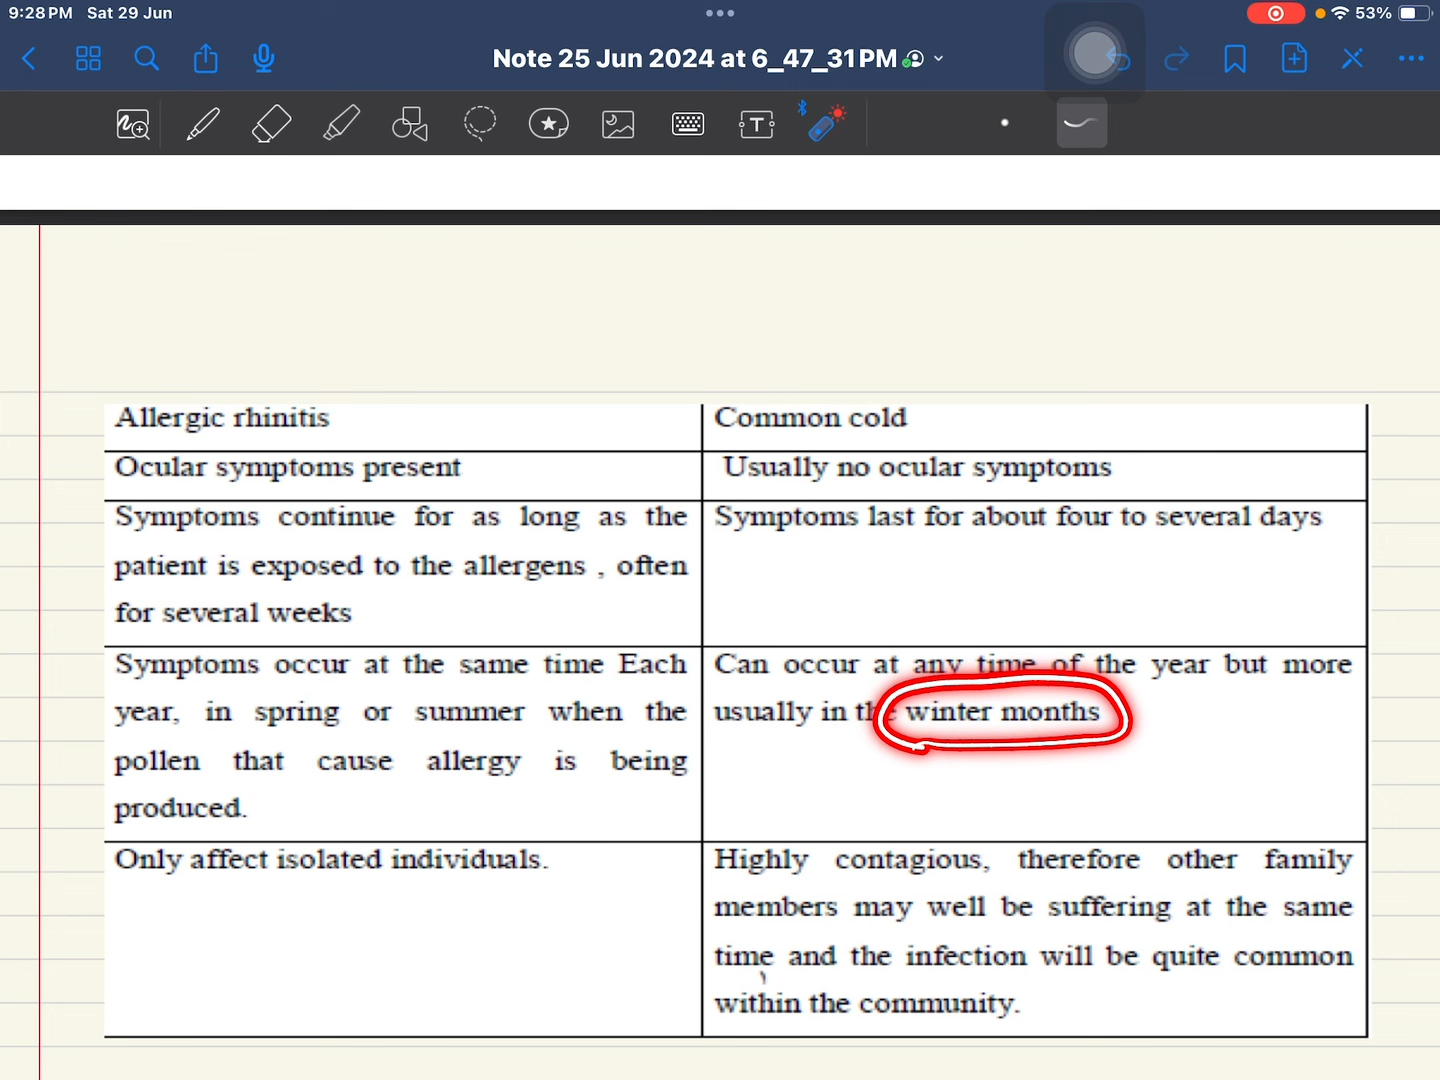 9:28 PM Sat 29 Jun
53%
Note 25 Jun 2024 at 6_47_31 PM
T
Allergic rhinitis
Common cold
Ocular symptoms present
Usually no ocular symptoms
Symptoms continue for as long as the
patient is exposed to the allergens , often
for several weeks
Symptoms last for about four to several days
Symptoms occur at the same time Each
year, in spring or summer when the
pollen that cause allergy is being
produced.
Can occur at any time of the year but more
usually in the winter months
Only affect isolated individuals.
Highly contagious, therefore other family
members may well be suffering at the same
time and the infection will be quite common
within the community.